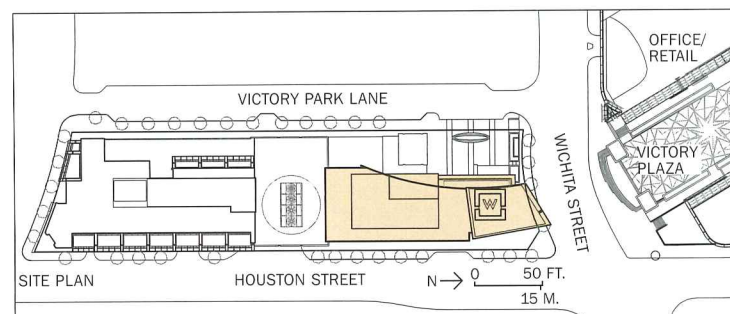 OFFICE/
RETAIL
VICTORY PARK LANE
WICHITA STREET
VICTORY
PLAZA
W
SITE PLAN
HOUSTON STREET
N
0 50 FT.
15 M.